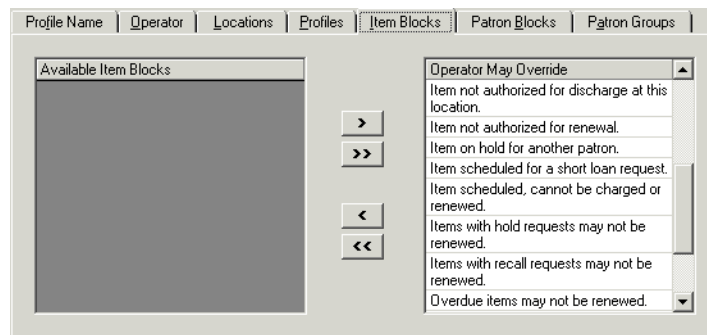 Profile Name Operator Locations Profiles Item Blocks Patron Blocks Patron Groups
Available Item Blocks
Operator May Override
Item not authorized for discharge at this
location.
Item not authorized for renewal.
Item on hold for another patron.
Item scheduled for a short loan request.
Item scheduled, cannot be charged or
renewed.
Items with hold requests may not be
renewed.
Items with recall requests may not be
renewed.
Overdue items may not be renewed.
>
>>
<
<<